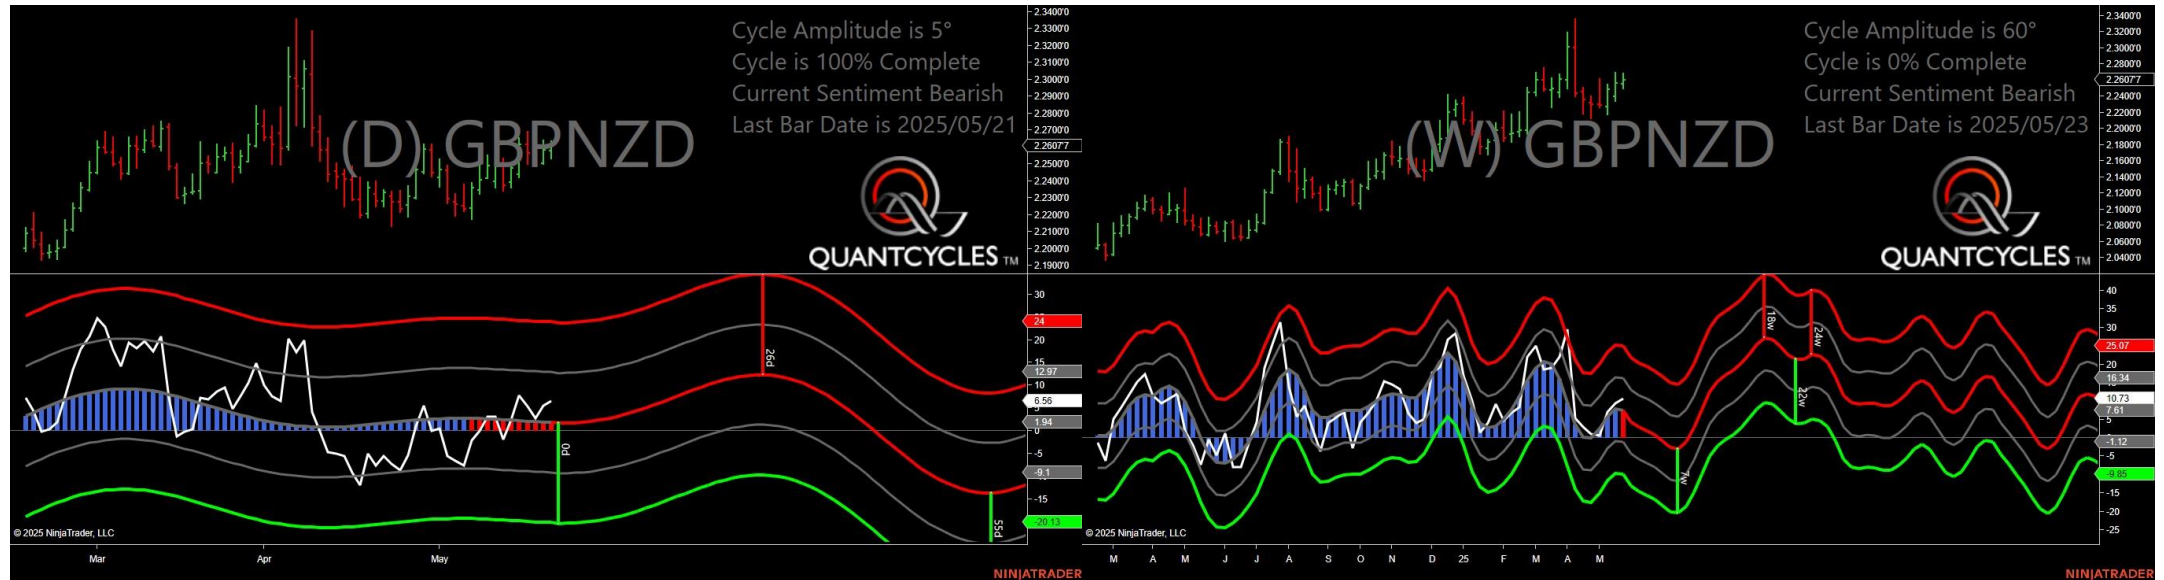 Cycle Amplitude is 5°
Cycle is 100% Complete
Current Sentiment Bearish
Last Bar Date is 2025/05/21
(D) GBPNZD
QUANTCYCLES TM
2.3400'0
2.3300'0
2.3200'0
2.3100'0
2.3000'0
2.2900'0
2.2800'0
2.2700'0
2.2607'7
2.2500'0
2.2400'0
2.2300'0
2.2200'0
2.2100'0
2.2000'0
2.1900'0
30
24
20
15
12.97
10
6.56
1.94
0
-5
-9.1
-15
-20.13
26d
0d
55d
© 2025 NinjaTrader, LLC
Mar Apr May
NINJATRADER
Cycle Amplitude is 60°
Cycle is 0% Complete
Current Sentiment Bearish
Last Bar Date is 2025/05/23
(W) GBPNZD
QUANTCYCLES TM
2.3400'0
2.3200'0
2.3000'0
2.2800'0
2.2607'7
2.2400'0
2.2200'0
2.2000'0
2.1800'0
2.1600'0
2.1400'0
2.1200'0
2.1000'0
2.0800'0
2.0600'0
2.0400'0
40
35
30
25.07
20
16.34
10.73
7.61
5
-1.12
-5
-9.85
-15
-20
-25
18w
24w
22w
7w
© 2025 NinjaTrader, LLC
M A M J J A S O N D 25 F M A M
NINJATRADER